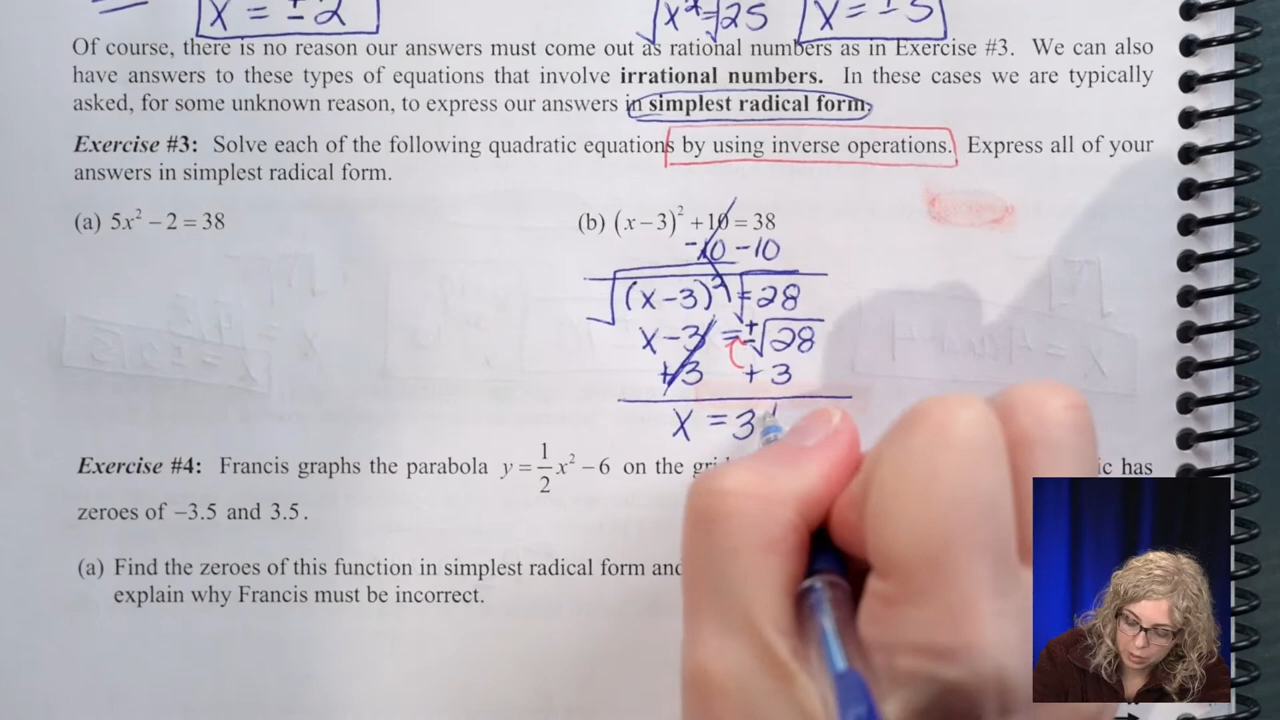 X = ±2
√x² = √25 X = ±5
Of course, there is no reason our answers must come out as rational numbers as in Exercise #3. We can also
have answers to these types of equations that involve irrational numbers. In these cases we are typically
asked, for some unknown reason, to express our answers in simplest radical form.
Exercise #3: Solve each of the following quadratic equations by using inverse operations. Express all of your
answers in simplest radical form.
(a) 5x² − 2 = 38
(b) (x − 3)² + 10 = 38
-10 -10
√(x-3)² = √28
x-3 = ±√28
+3 +3
x = 3
Exercise #4: Francis graphs the parabola y = 1/2 x² − 6 on the ic has
zeroes of −3.5 and 3.5.
(a) Find the zeroes of this function in simplest radical form and
explain why Francis must be incorrect.